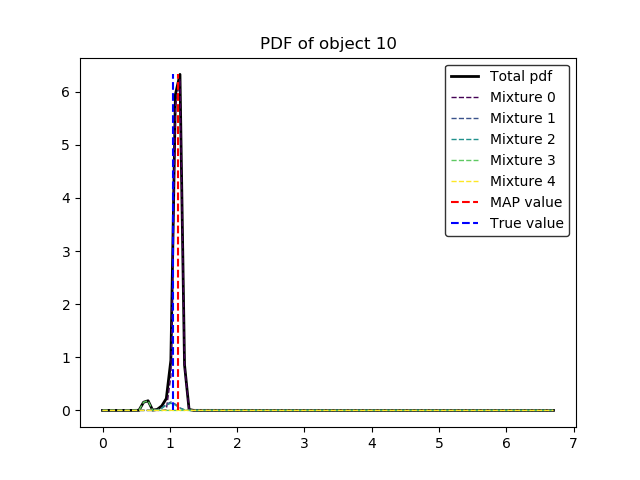 PDF of object 10
Total pdf
Mixture 0
Mixture 1
Mixture 2
Mixture 3
Mixture 4
MAP value
True value
6
5
4
3
2
1
0
0 1 2 3 4 5 6 7